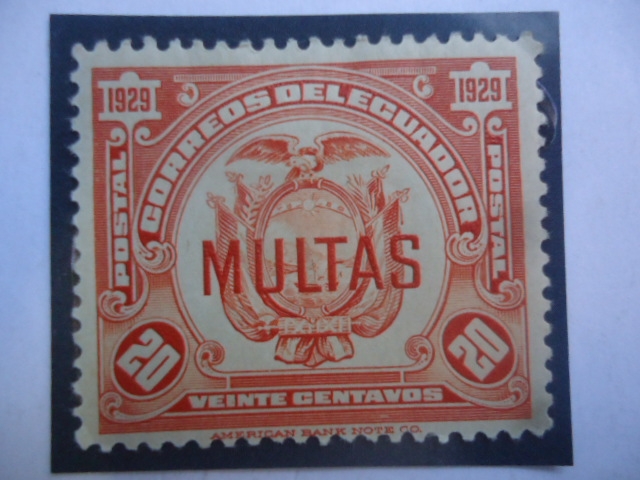 1929 1929
CORREOS DEL ECUADOR
POSTAL POSTAL
MULTAS
20 20
VEINTE CENTAVOS
AMERICAN BANK NOTE CO.